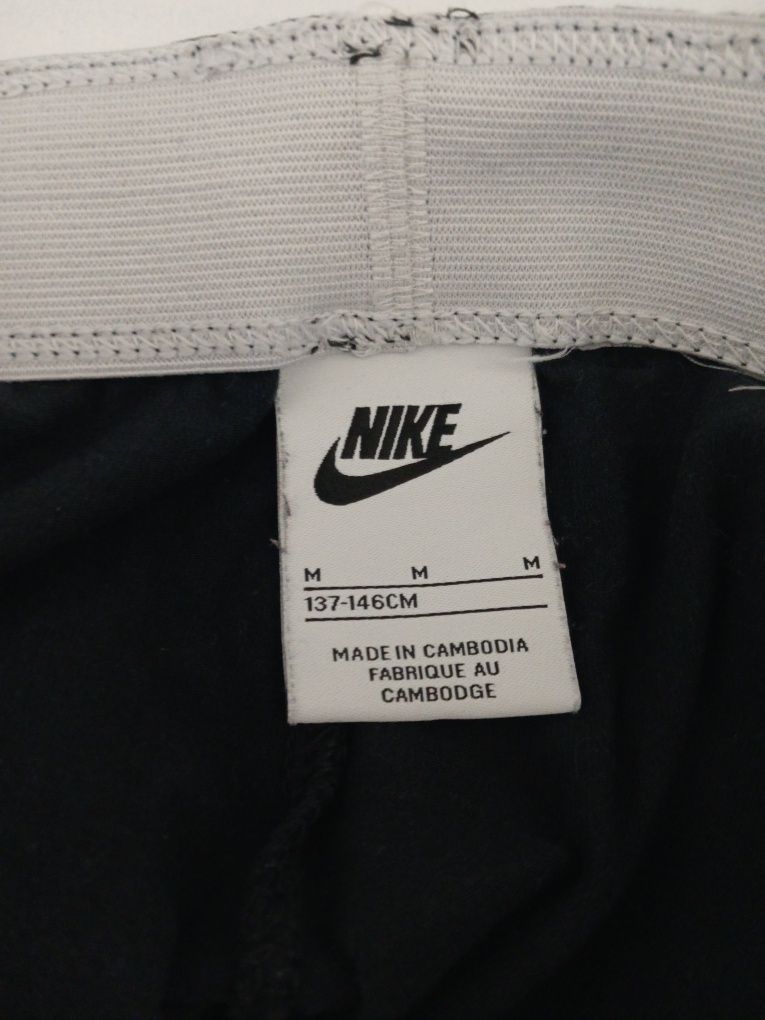 NIKE
M M M
137-146CM
MADE IN CAMBODIA
FABRIQUE AU
CAMBODGE